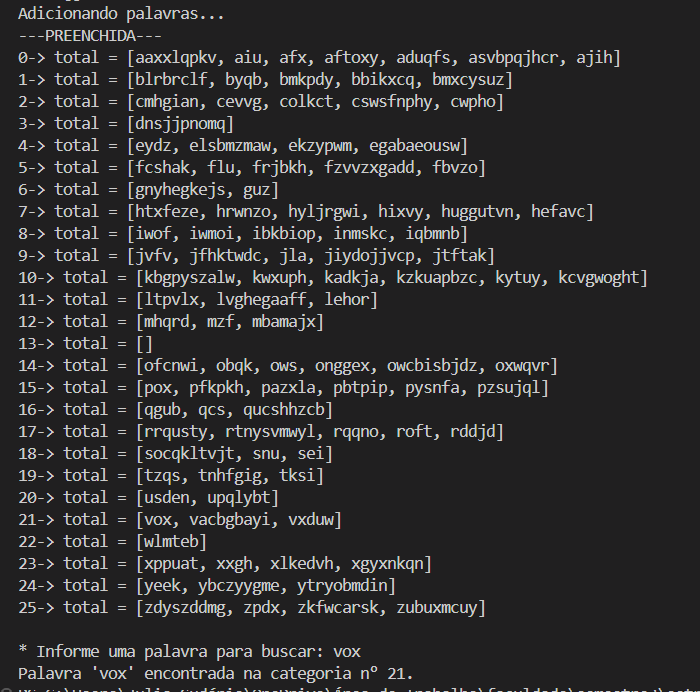 Adicionando palavras...
---PREENCHIDA---
0-> total = [aaxxlqpkv, aiu, afx, aftoxy, aduqfs, asvbpqjhcr, ajih]
1-> total = [blrbrclf, byqb, bmkpdy, bbikxcq, bmxcysuz]
2-> total = [cmhgian, cevvg, colkct, cswsfnphy, cwpho]
3-> total = [dnsjjpnomq]
4-> total = [eydz, elsbmzmaw, ekzypwm, egabaeousw]
5-> total = [fcshak, flu, frjbkh, fzvvzxgadd, fbvzo]
6-> total = [gnyhegkejs, guz]
7-> total = [htxfeze, hrwnzo, hyljrgwi, hixvy, huggutvn, hefavc]
8-> total = [iwof, iwmoi, ibkbiop, inmskc, iqbmnb]
9-> total = [jvfv, jfhktwdc, jla, jiydojjvcp, jtftak]
10-> total = [kbgpyszalw, kwxuph, kadkja, kzkuapbzc, kytuy, kcvgwoght]
11-> total = [ltpvlx, lvghegaaff, lehor]
12-> total = [mhqrd, mzf, mbamajx]
13-> total = []
14-> total = [ofcnwi, obqk, ows, onggex, owcbisbjdz, oxwqvr]
15-> total = [pox, pfkpkh, pazxla, pbtpip, pysnfa, pzsujql]
16-> total = [qgub, qcs, qucshhzcb]
17-> total = [rrqusty, rtnysvmwyl, rqqno, roft, rddjd]
18-> total = [socqkltvjt, snu, sei]
19-> total = [tzqs, tnhfgig, tksi]
20-> total = [usden, upqlybt]
21-> total = [vox, vacbgbayi, vxduw]
22-> total = [wlmteb]
23-> total = [xppuat, xxgh, xlkedvh, xgyxnkqn]
24-> total = [yeek, ybczyygme, ytryobmdin]
25-> total = [zdyszddmg, zpdx, zkfwcarsk, zubuxmcuy]
* Informe uma palavra para buscar: vox
Palavra 'vox' encontrada na categoria nº 21.